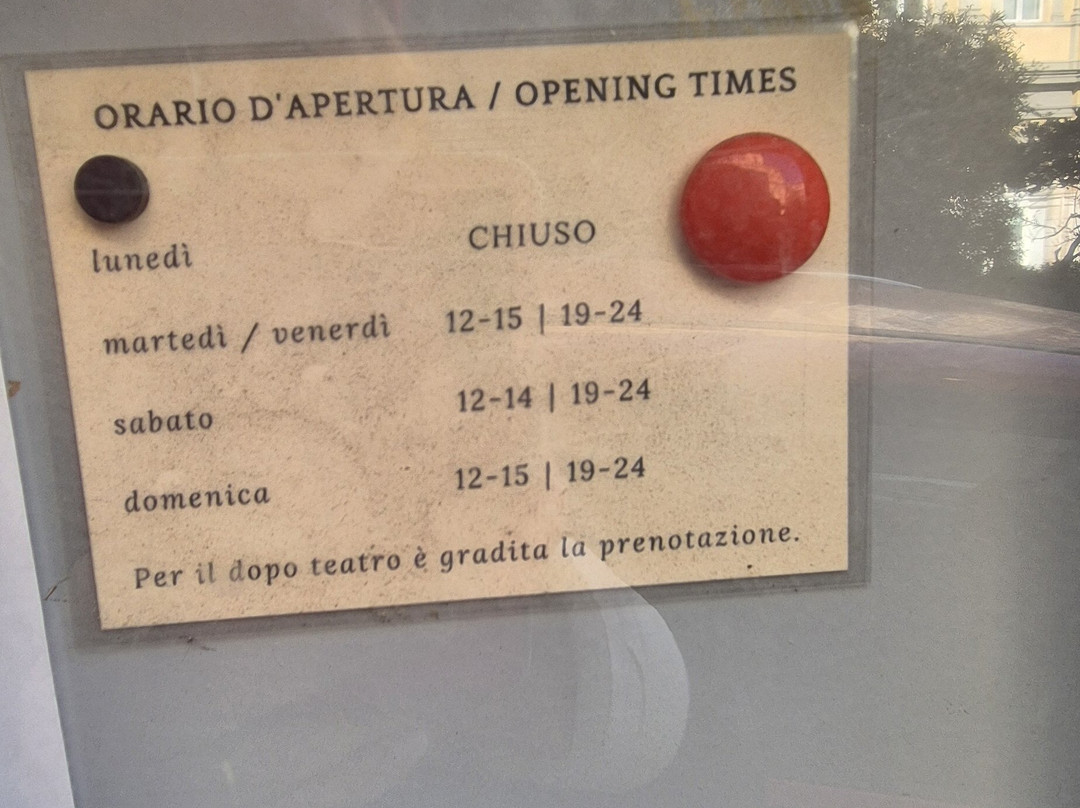 ORARIO D'APERTURA / OPENING TIMES
lunedì CHIUSO
martedì / venerdì 12-15 | 19-24
sabato 12-14 | 19-24
domenica 12-15 | 19-24
Per il dopo teatro è gradita la prenotazione.